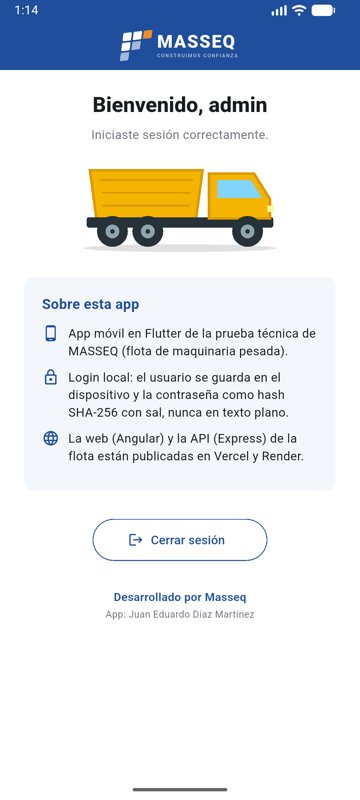 1:14
MASSEQ
CONSTRUIMOS CONFIANZA
Bienvenido, admin
Iniciaste sesión correctamente.
Sobre esta app
App móvil en Flutter de la prueba técnica de
MASSEQ (flota de maquinaria pesada).
Login local: el usuario se guarda en el
dispositivo y la contraseña como hash
SHA-256 con sal, nunca en texto plano.
La web (Angular) y la API (Express) de la
flota están publicadas en Vercel y Render.
Cerrar sesión
Desarrollado por Masseq
App: Juan Eduardo Díaz Martínez